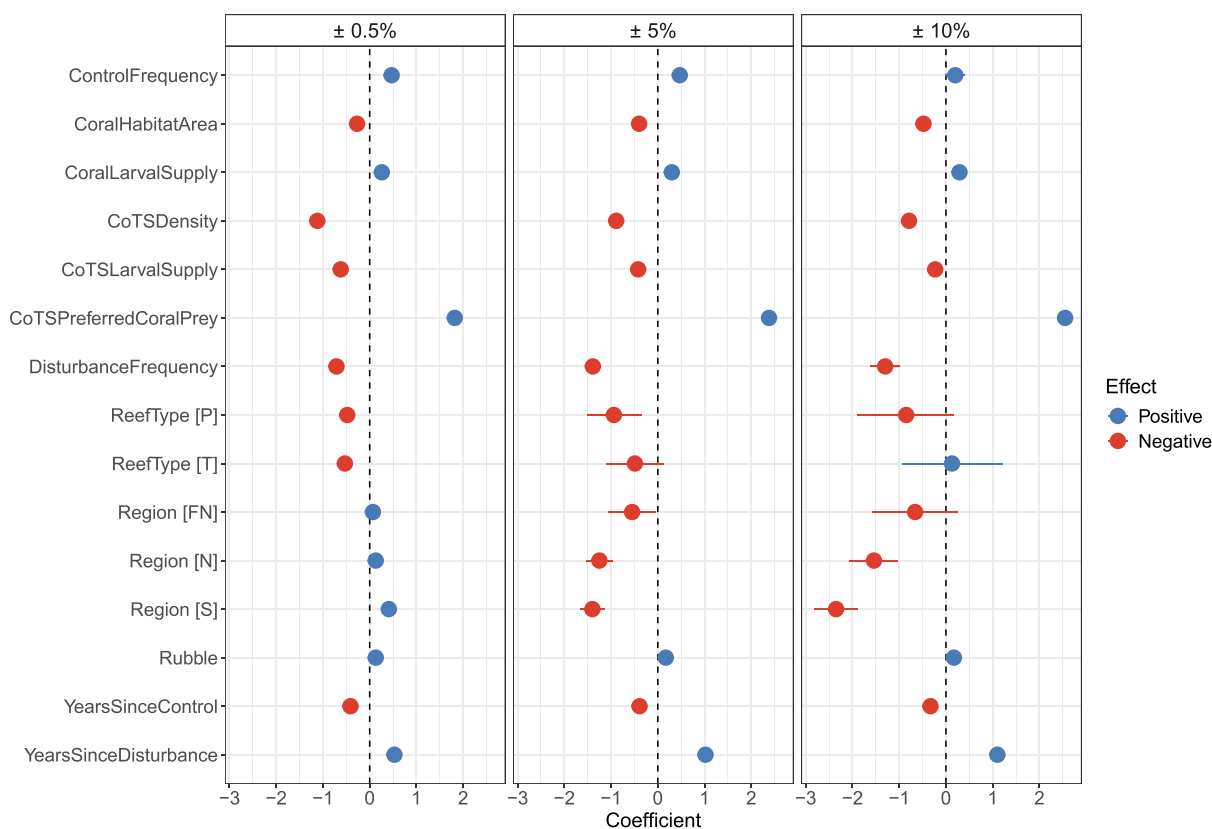 ± 0.5% ± 5% ± 10%
ControlFrequency
CoralHabitatArea
CoralLarvalSupply
CoTSDensity
CoTSLarvalSupply
CoTSPreferredCoralPrey
DisturbanceFrequency
ReefType [P]
ReefType [T]
Region [FN]
Region [N]
Region [S]
Rubble
YearsSinceControl
YearsSinceDisturbance
−3 −2 −1 0 1 2 −3 −2 −1 0 1 2 −3 −2 −1 0 1 2
Coefficient
Effect
Positive
Negative